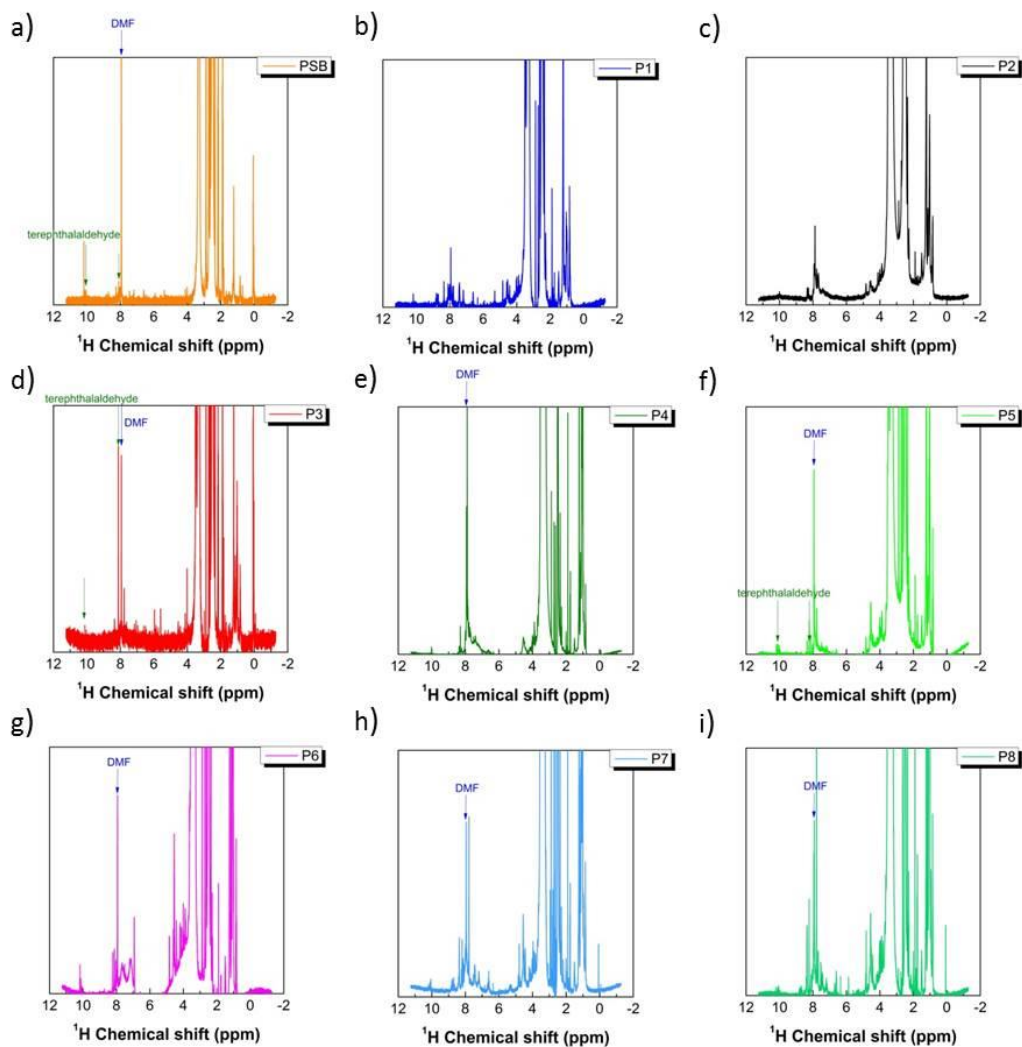 a)
DMF
PSB
terephthalaldehyde
12 10 8 6 4 2 0 -2
¹H Chemical shift (ppm)
b)
P1
12 10 8 6 4 2 0 -2
¹H Chemical shift (ppm)
c)
P2
12 10 8 6 4 2 0 -2
¹H Chemical shift (ppm)
d)
terephthalaldehyde
P3
DMF
12 10 8 6 4 2 0 -2
¹H Chemical shift (ppm)
e)
DMF
P4
12 10 8 6 4 2 0 -2
¹H Chemical shift (ppm)
f)
P5
DMF
terephthalaldehyde
12 10 8 6 4 2 0 -2
¹H Chemical shift (ppm)
g)
P6
DMF
12 10 8 6 4 2 0 -2
¹H Chemical shift (ppm)
h)
P7
DMF
12 10 8 6 4 2 0 -2
¹H Chemical shift (ppm)
i)
P8
DMF
12 10 8 6 4 2 0 -2
¹H Chemical shift (ppm)